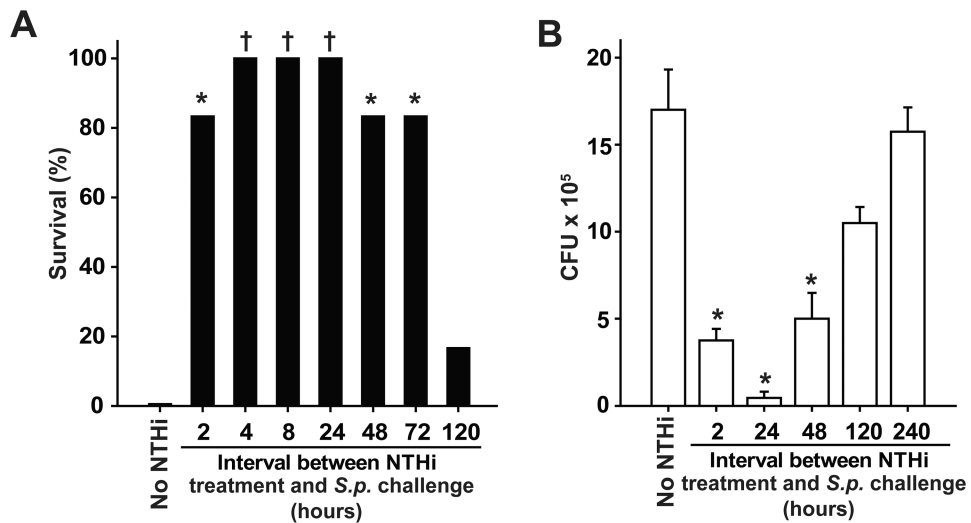 A
Survival (%)
100
80
60
40
20
0
* † † † * *
No NTHi
2 4 8 24 48 72 120
Interval between NTHi
treatment and S.p. challenge
(hours)
B
CFU x 10⁵
20
15
10
5
0
* * *
No NTHi
2 24 48 120 240
Interval between NTHi
treatment and S.p. challenge
(hours)